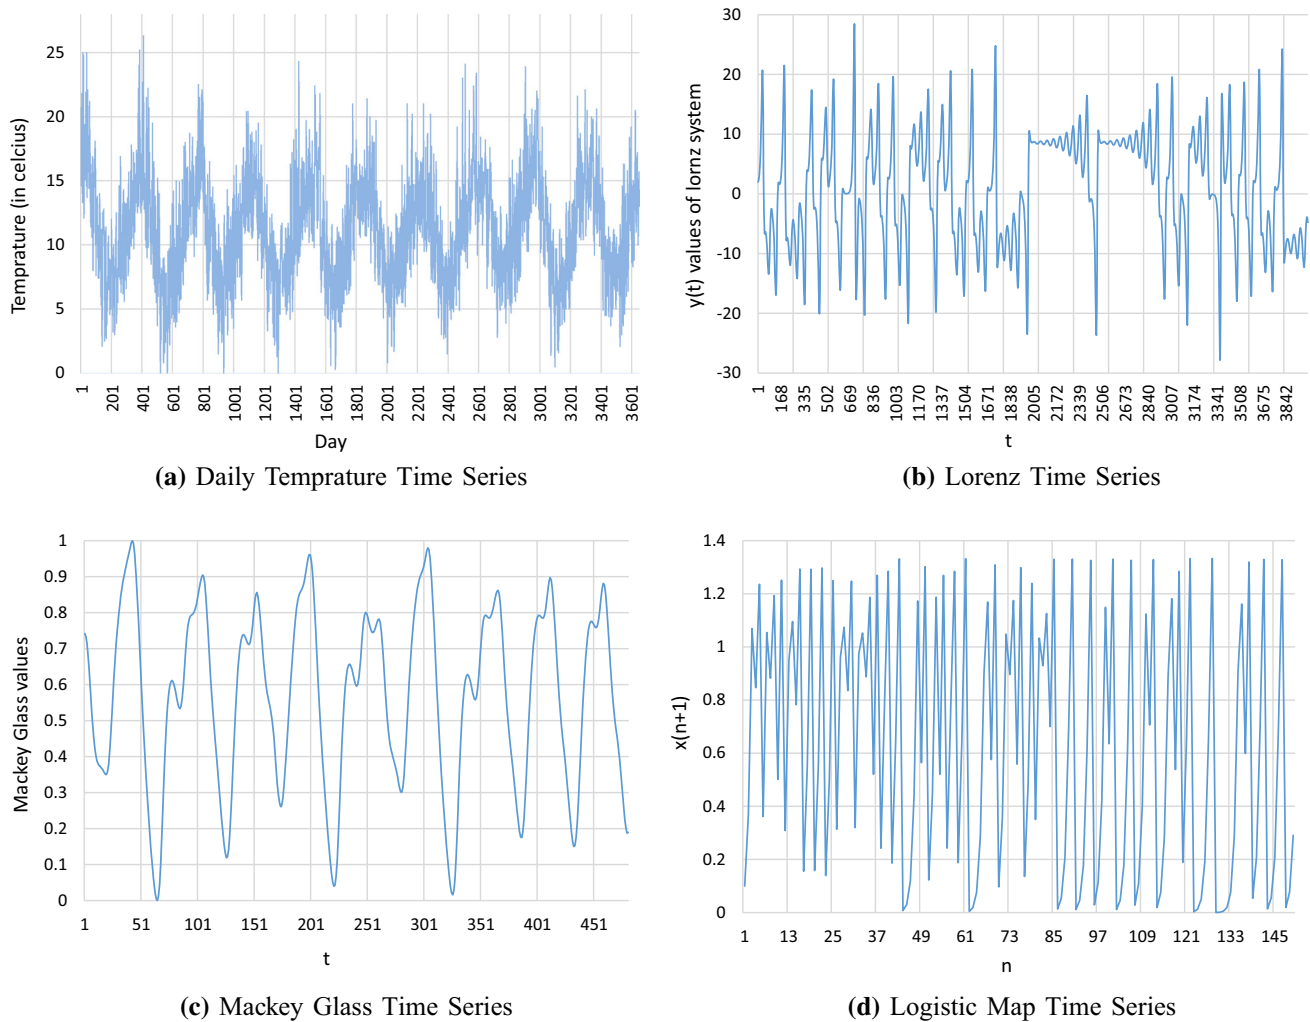 25
20
15
10
5
0
Temprature (in celcius)
1 201 401 601 801 1001 1201 1401 1601 1801 2001 2201 2401 2601 2801 3001 3201 3401 3601
Day
(a) Daily Temprature Time Series
30
20
10
0
-10
-20
-30
y(t) values of lornz system
1 168 335 502 669 836 1003 1170 1337 1504 1671 1838 2005 2172 2339 2506 2673 2840 3007 3174 3341 3508 3675 3842
t
(b) Lorenz Time Series
1
0.9
0.8
0.7
0.6
0.5
0.4
0.3
0.2
0.1
0
Mackey Glass values
1 51 101 151 201 251 301 351 401 451
t
(c) Mackey Glass Time Series
1.4
1.2
1
0.8
0.6
0.4
0.2
0
x(n+1)
1 13 25 37 49 61 73 85 97 109 121 133 145
n
(d) Logistic Map Time Series